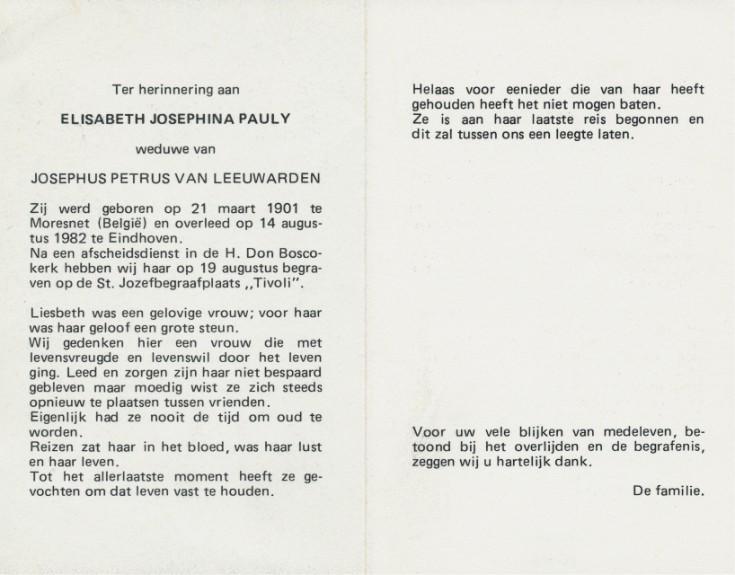 Ter herinnering aan
ELISABETH JOSEPHINA PAULY
weduwe van
JOSEPHUS PETRUS VAN LEEUWARDEN
Zij werd geboren op 21 maart 1901 te
Moresnet (België) en overleed op 14 augus-
tus 1982 te Eindhoven.
Na een afscheidsdienst in de H. Don Bosco-
kerk hebben wij haar op 19 augustus begra-
ven op de St. Jozefbegraafplaats ,,Tivoli".
Liesbeth was een gelovige vrouw; voor haar
was haar geloof een grote steun.
Wij gedenken hier een vrouw die met
levensvreugde en levenswil door het leven
ging. Leed en zorgen zijn haar niet bespaard
gebleven maar moedig wist ze zich steeds
opnieuw te plaatsen tussen vrienden.
Eigenlijk had ze nooit de tijd om oud te
worden.
Reizen zat haar in het bloed, was haar lust
en haar leven.
Tot het allerlaatste moment heeft ze ge-
vochten om dat leven vast te houden.
Helaas voor eenieder die van haar heeft
gehouden heeft het niet mogen baten.
Ze is aan haar laatste reis begonnen en
dit zal tussen ons een leegte laten.
Voor uw vele blijken van medeleven, be-
toond bij het overlijden en de begrafenis,
zeggen wij u hartelijk dank.
De familie.